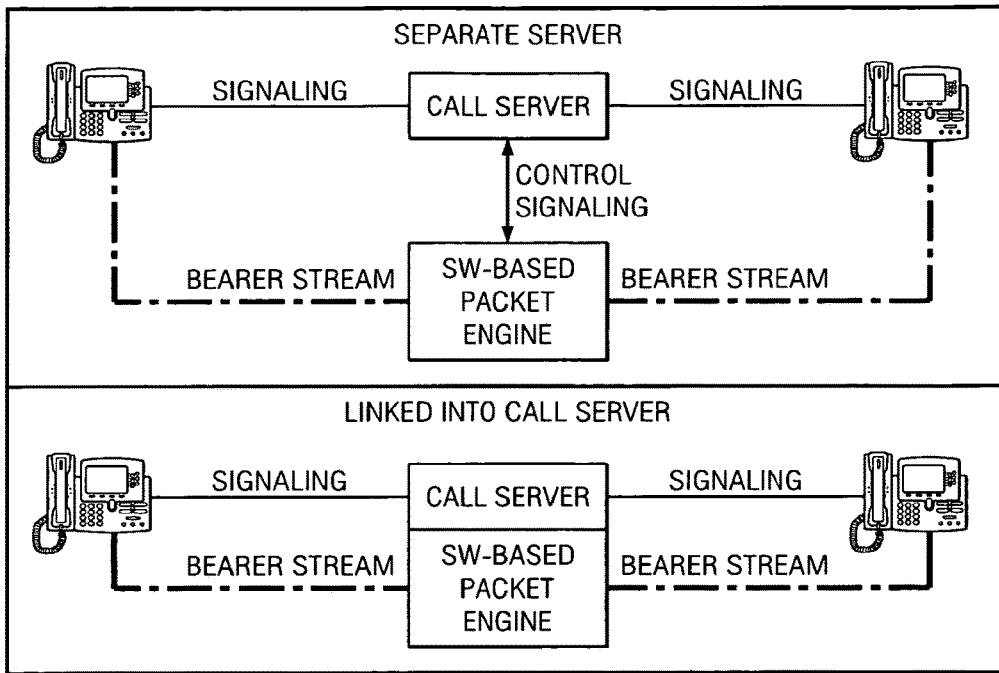 SEPARATE SERVER
SIGNALING
CALL SERVER
SIGNALING
CONTROL
SIGNALING
BEARER STREAM
SW-BASED
PACKET
ENGINE
BEARER STREAM
LINKED INTO CALL SERVER
SIGNALING
CALL SERVER
SIGNALING
BEARER STREAM
SW-BASED
PACKET
ENGINE
BEARER STREAM